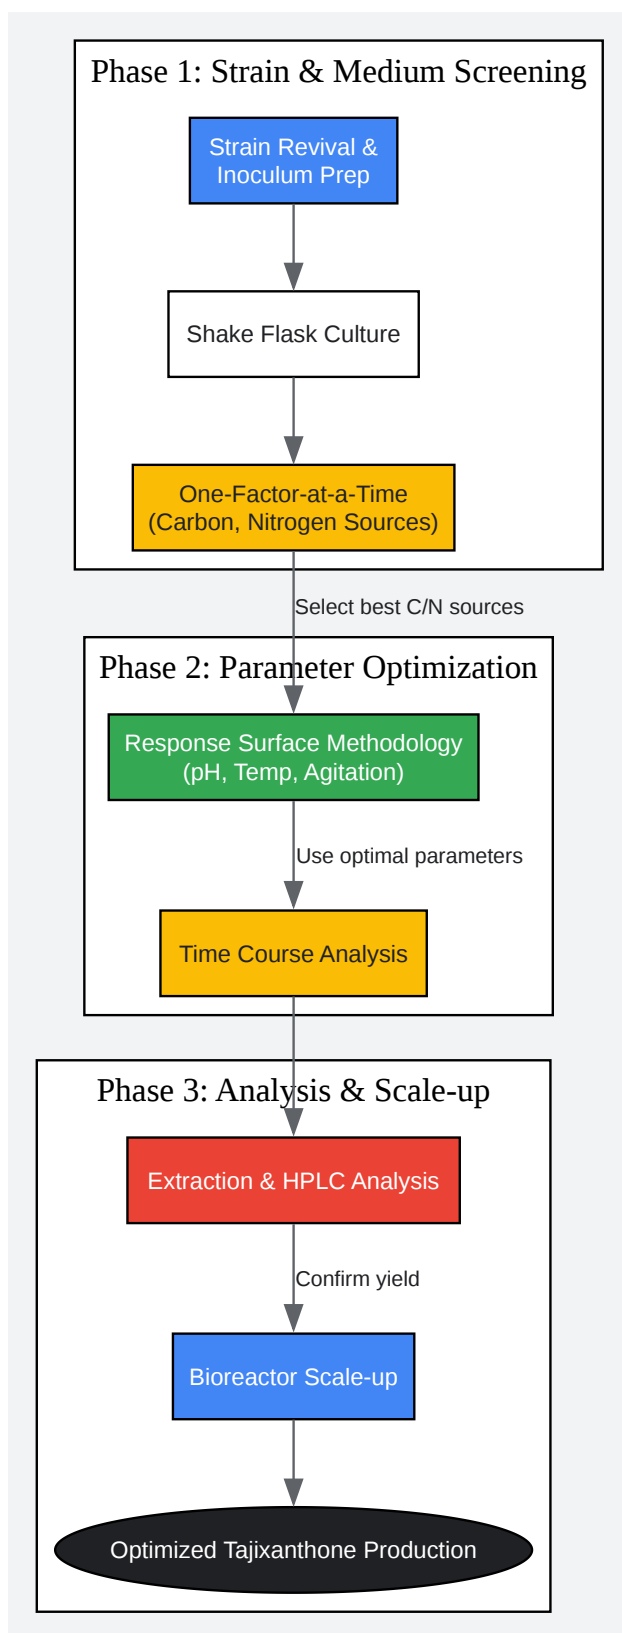 Phase 1: Strain & Medium Screening
Strain Revival &
Inoculum Prep
Shake Flask Culture
One-Factor-at-a-Time
(Carbon, Nitrogen Sources)
Select best C/N sources
Phase 2: Parameter Optimization
Response Surface Methodology
(pH, Temp, Agitation)
Use optimal parameters
Time Course Analysis
Phase 3: Analysis & Scale-up
Extraction & HPLC Analysis
Confirm yield
Bioreactor Scale-up
Optimized Tajixanthone Production